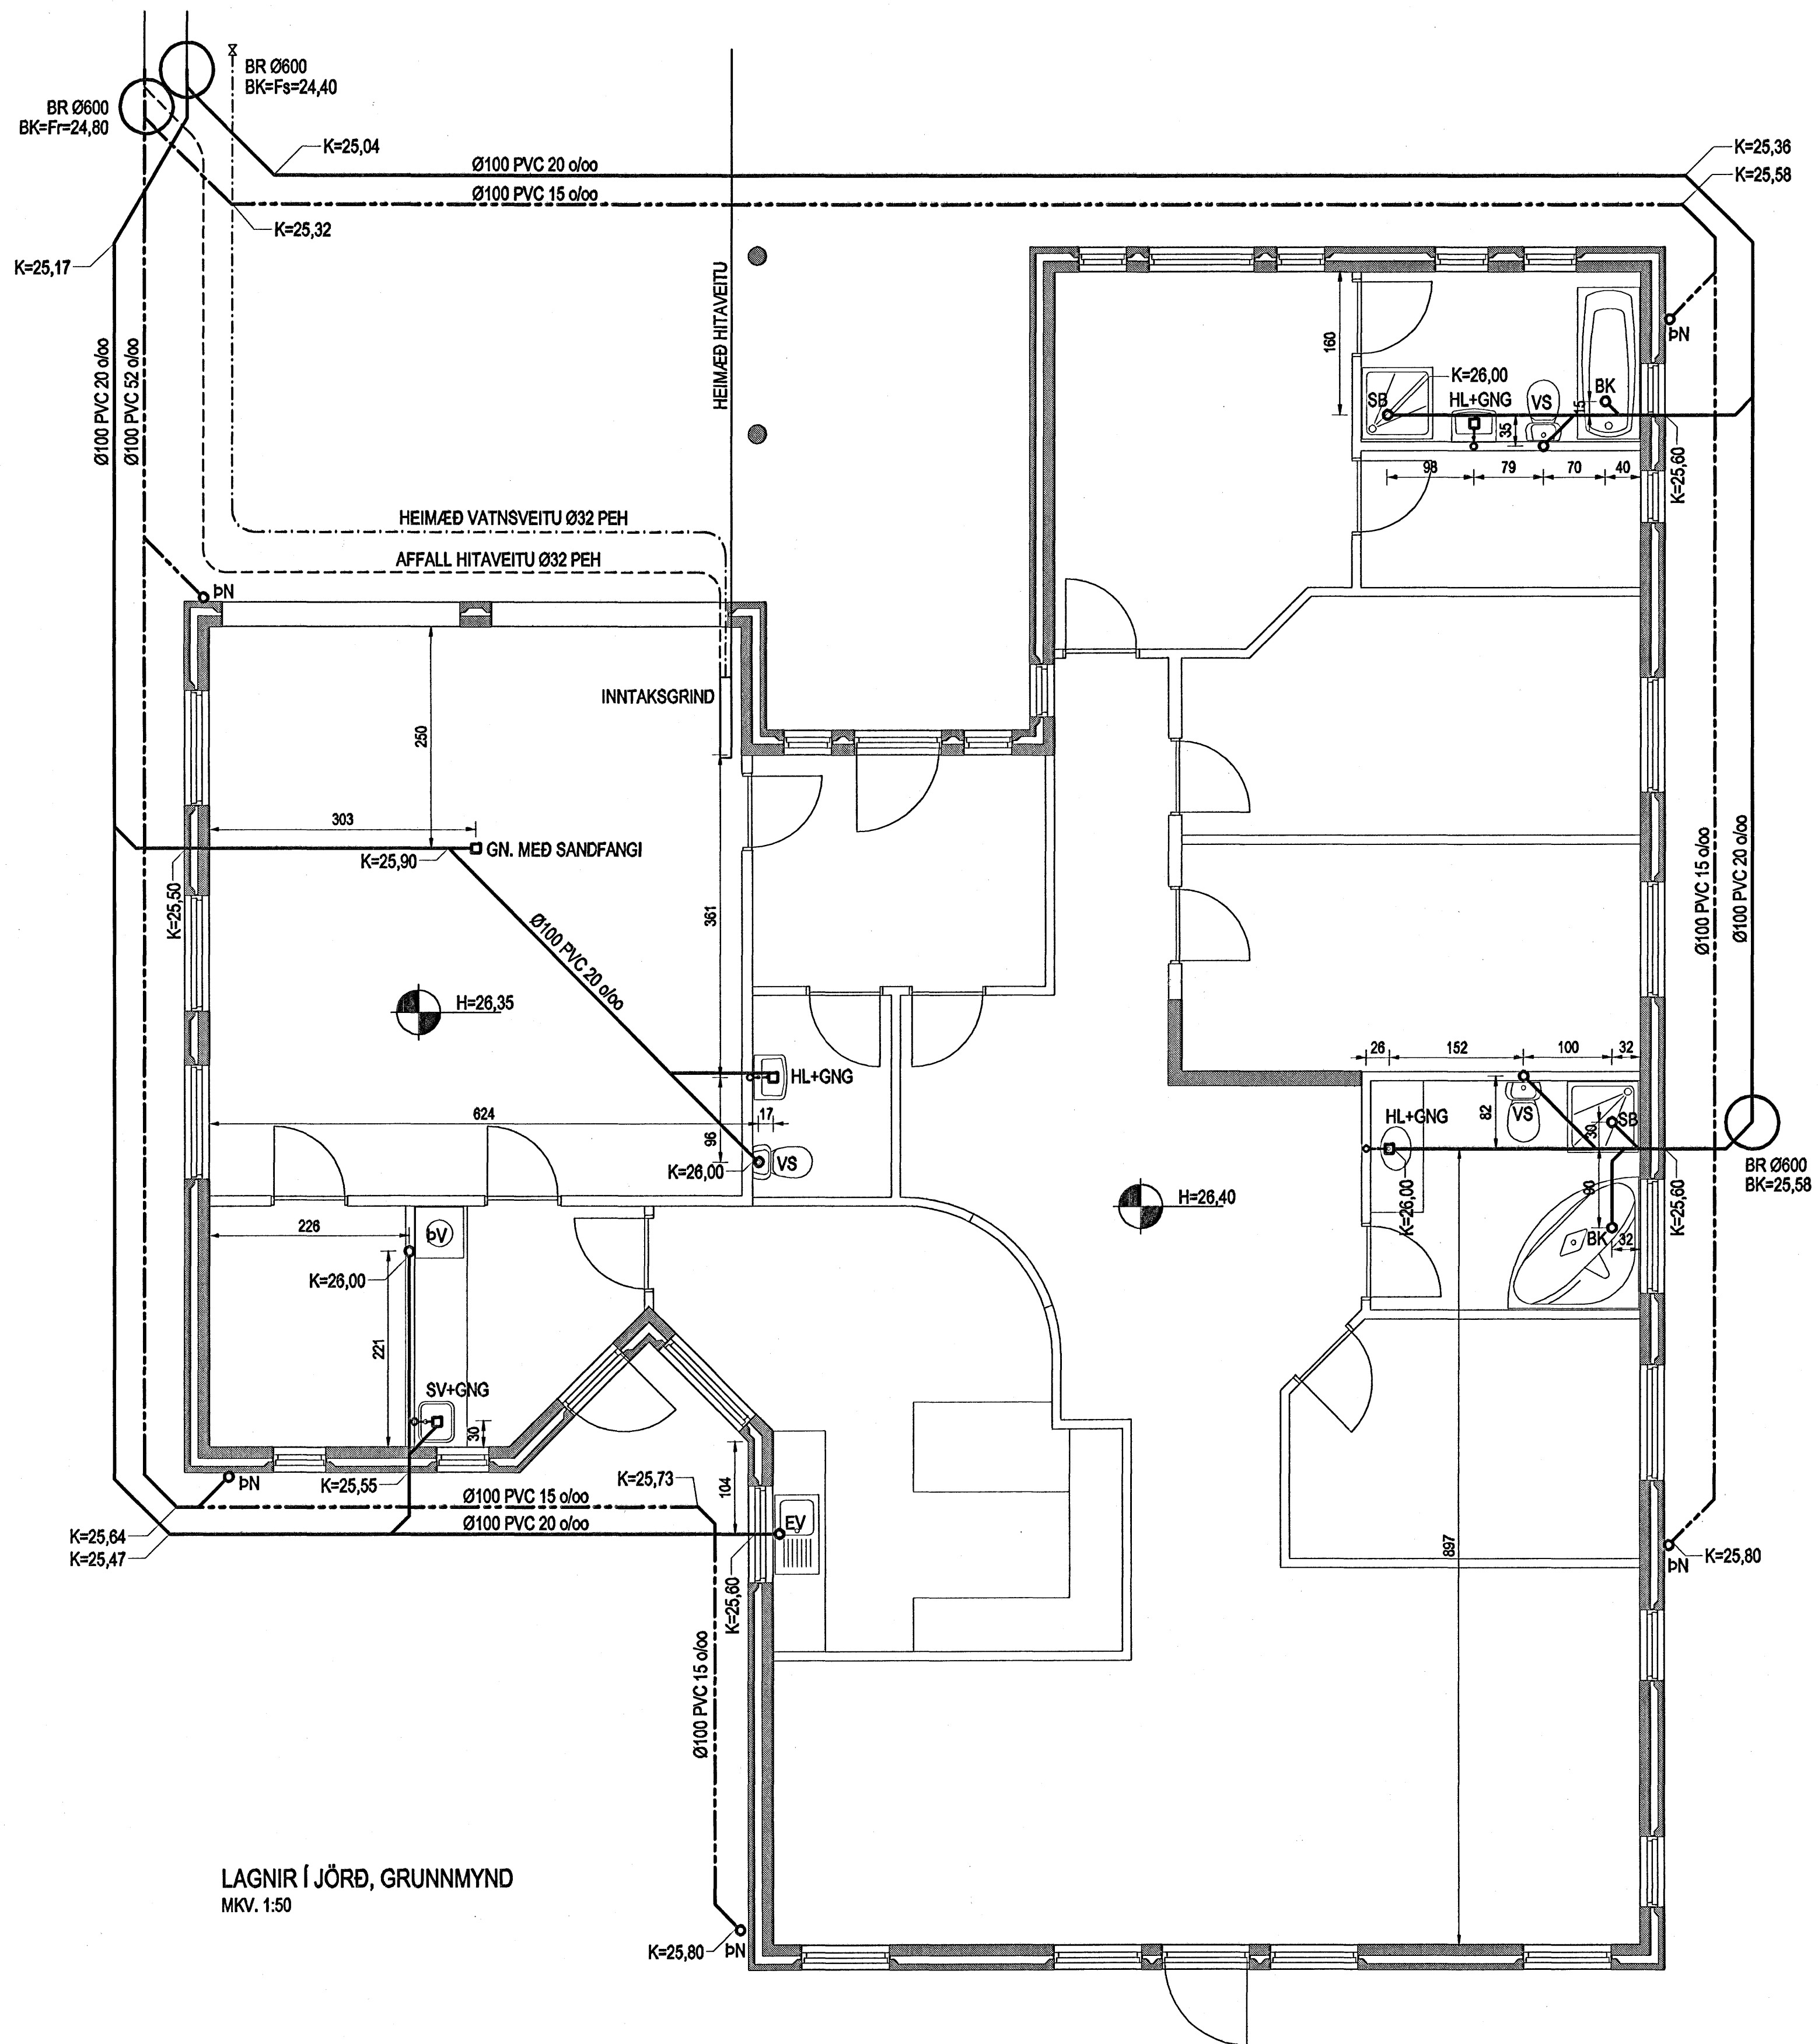 BR Ø600
BK=Fs=24,40
BR Ø600
BK=Fr=24,80
K=25,04
Ø100 PVC 20 o/oo
K=25,36
K=25,58
Ø100 PVC 15 o/oo
K=25,32
K=25,17
HEIMÆÐ HITAVEITU
ÞN
160
K=26,00
SB
HL+GNG
VS
BK
15
35
98
79
70
40
K=25,60
Ø100 PVC 20 o/oo
Ø100 PVC 52 o/oo
HEIMÆÐ VATNSVEITU Ø32 PEH
AFFALL HITAVEITU Ø32 PEH
ÞN
INNTAKSGRIND
250
303
GN. MEÐ SANDFANGI
K=25,90
K=25,50
361
Ø100 PVC 20 o/oo
Ø100 PVC 15 o/oo
Ø100 PVC 20 o/oo
H=26,35
HL+GNG
624
17
96
K=26,00
VS
26
152
100
32
HL+GNG
82
VS
30
SB
K=26,00
90
BK
32
K=25,60
BR Ø600
BK=25,58
H=26,40
226
ÞV
K=26,00
221
SV+GNG
30
ÞN
K=25,55
K=25,73
104
Ø100 PVC 15 o/oo
Ø100 PVC 20 o/oo
K=25,64
K=25,47
EV
K=25,60
897
K=25,80
ÞN
Ø100 PVC 15 o/oo
LAGNIR Í JÖRÐ, GRUNNMYND
MKV. 1:50
K=25,80
ÞN